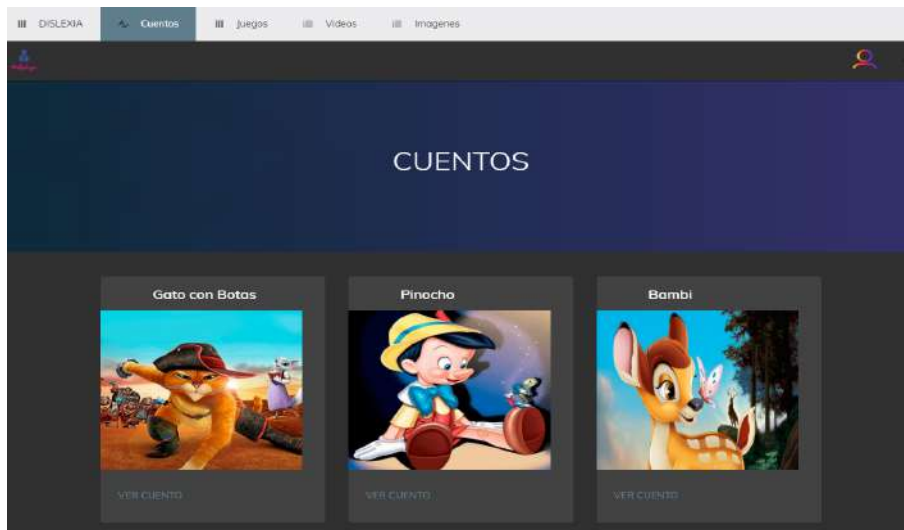 DISLEXIA Cuentos Juegos Videos Imagenes
CUENTOS
Gato con Botas Pinocho Bambi
VER CUENTO VER CUENTO VER CUENTO